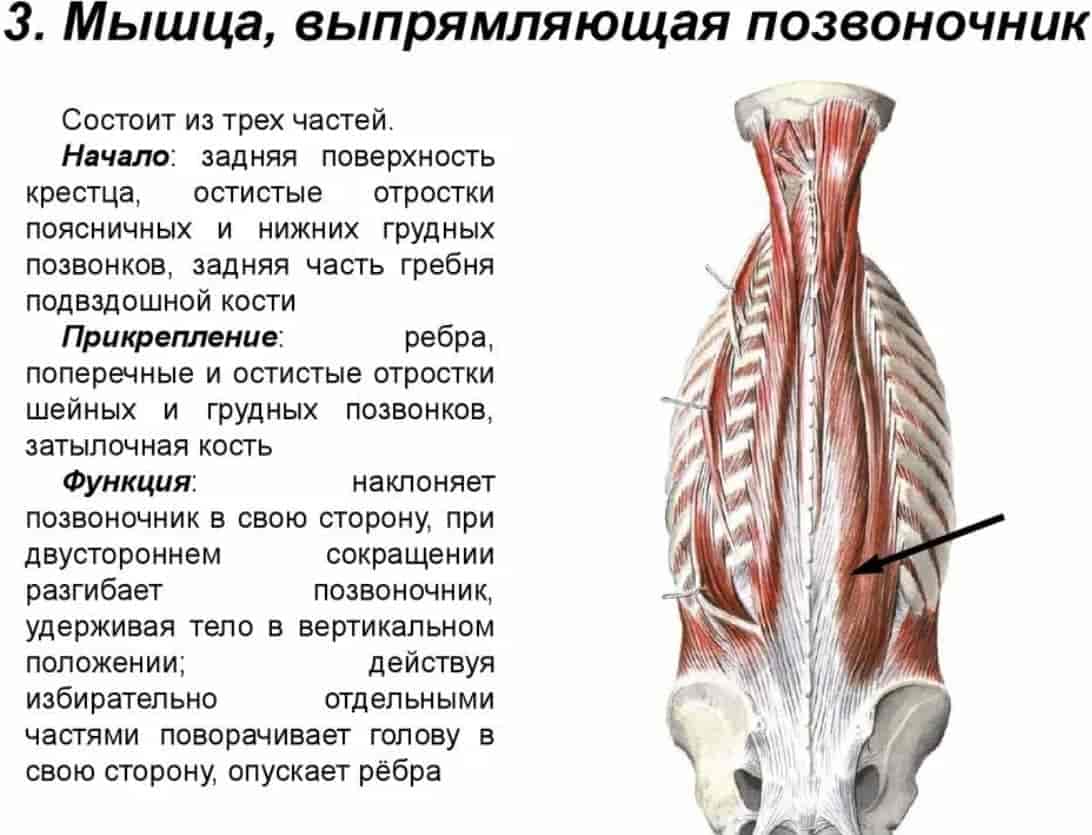 3. Мышца, выпрямляющая позвоночник
Состоит из трех частей.
Начало: задняя поверхность
крестца, остистые отростки
поясничных и нижних грудных
позвонков, задняя часть гребня
подвздошной кости
Прикрепление: ребра,
поперечные и остистые отростки
шейных и грудных позвонков,
затылочная кость
Функция: наклоняет
позвоночник в свою сторону, при
двустороннем сокращении
разгибает позвоночник,
удерживая тело в вертикальном
положении; действуя
избирательно отдельными
частями поворачивает голову в
свою сторону, опускает рёбра